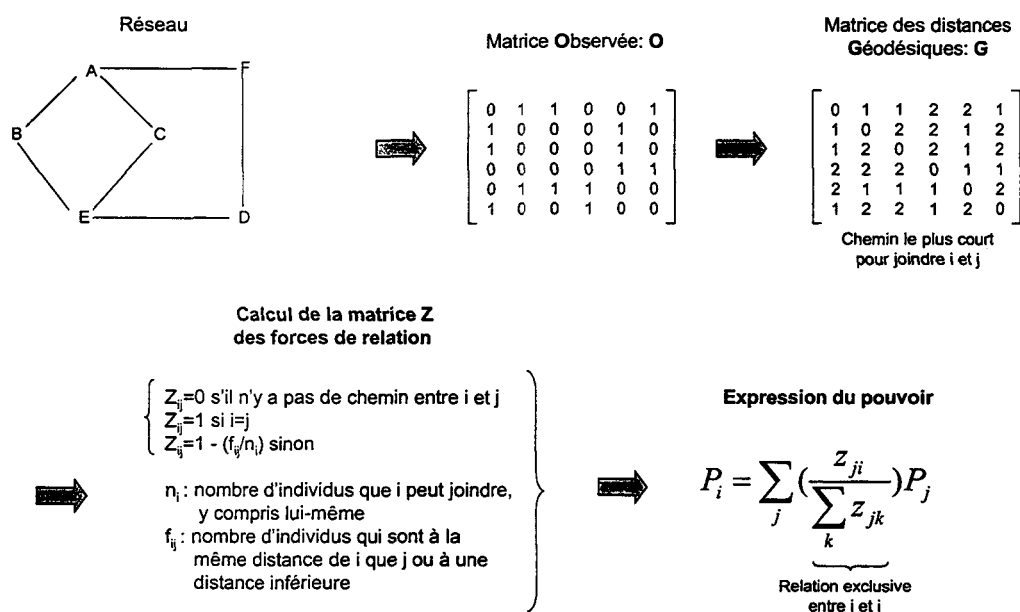 Réseau
Matrice Observée: O
Matrice des distances
Géodésiques: G
A
F
B
C
E
D
0 1 1 0 0 1
1 0 0 0 1 0
1 0 0 0 1 0
0 0 0 0 1 1
0 1 1 1 0 0
1 0 0 1 0 0
0 1 1 2 2 1
1 0 2 2 1 2
1 2 0 2 1 2
2 2 2 0 1 1
2 1 1 1 0 2
1 2 2 1 2 0
Chemin le plus court
pour joindre i et j
Calcul de la matrice Z
des forces de relation
Z_ij=0 s'il n'y a pas de chemin entre i et j
Z_ij=1 si i=j
Z_ij=1 - (f_ij/n_i) sinon
n_i : nombre d'individus que i peut joindre,
y compris lui-même
f_ij : nombre d'individus qui sont à la
même distance de i que j ou à une
distance inférieure
Expression du pouvoir
P_i = ∑_j (z_ji / ∑_k z_jk) P_j
Relation exclusive
entre j et i